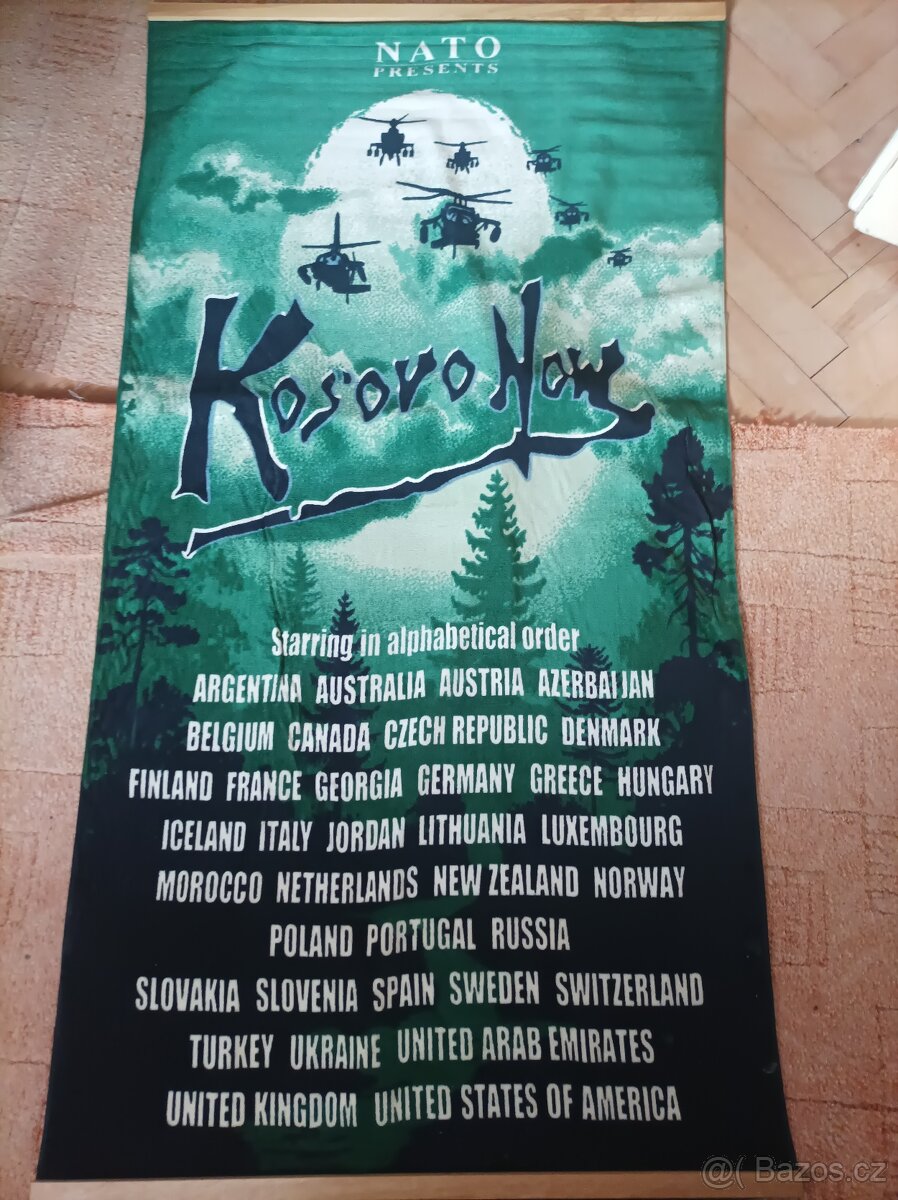 NATO
PRESENTS
Kosovo Now
Starring in alphabetical order
ARGENTINA AUSTRALIA AUSTRIA AZERBAIJAN
BELGIUM CANADA CZECH REPUBLIC DENMARK
FINLAND FRANCE GEORGIA GERMANY GREECE HUNGARY
ICELAND ITALY JORDAN LITHUANIA LUXEMBOURG
MOROCCO NETHERLANDS NEW ZEALAND NORWAY
POLAND PORTUGAL RUSSIA
SLOVAKIA SLOVENIA SPAIN SWEDEN SWITZERLAND
TURKEY UKRAINE UNITED ARAB EMIRATES
UNITED KINGDOM UNITED STATES OF AMERICA
@( Bazos.cz